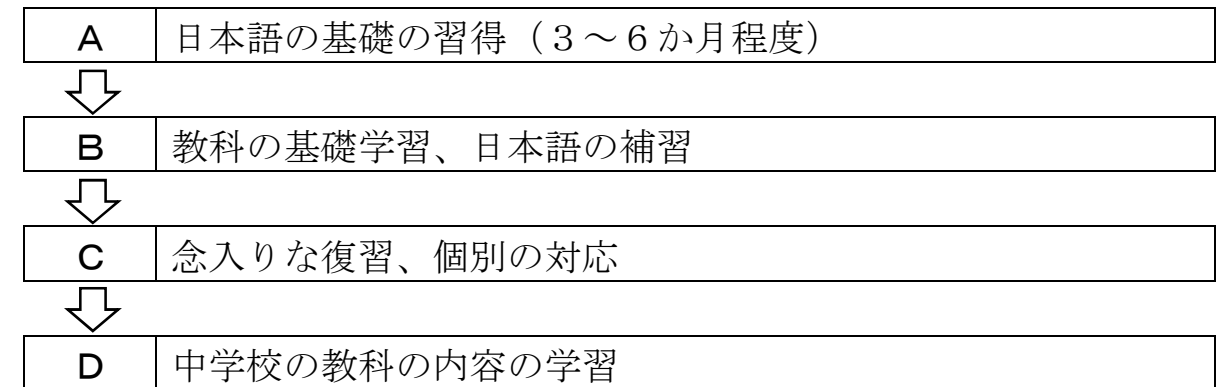 A 日本語の基礎の習得（３～６か月程度）
B 教科の基礎学習、日本語の補習
C 念入りな復習、個別の対応
D 中学校の教科の内容の学習